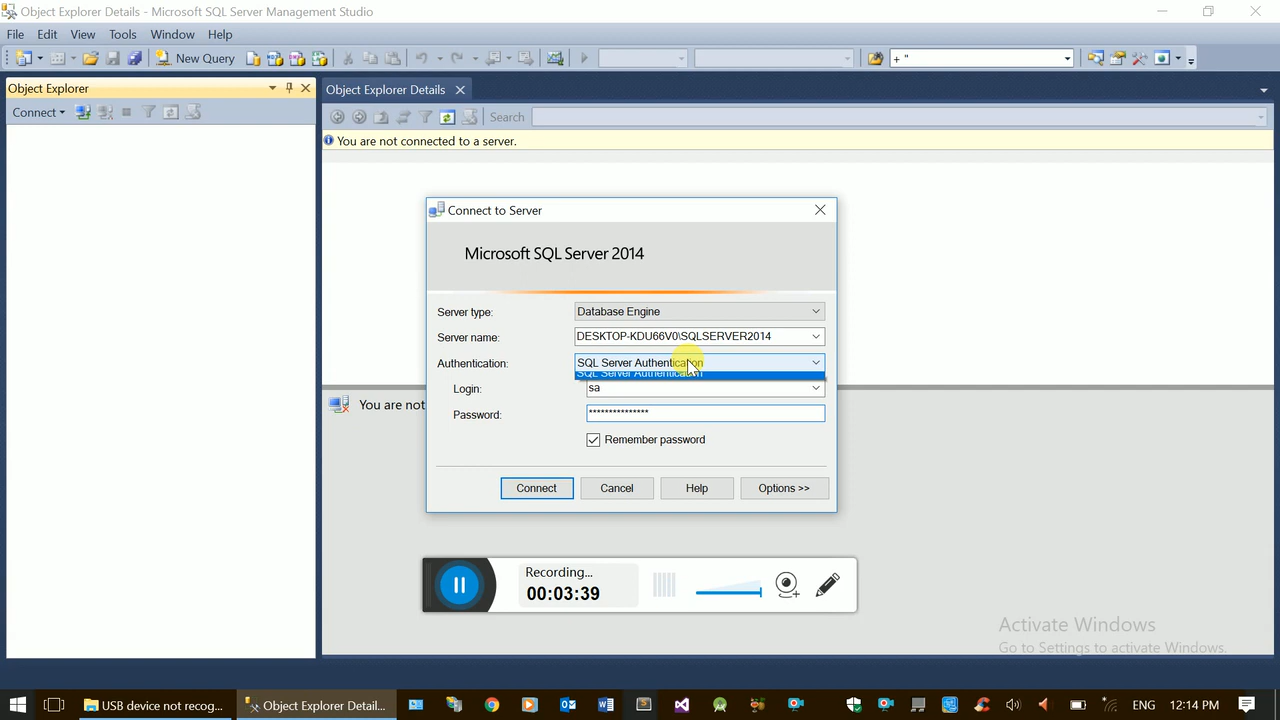 Object Explorer Details - Microsoft SQL Server Management Studio
File Edit View Tools Window Help
New Query + "
Object Explorer
Object Explorer Details
Connect
Search
You are not connected to a server.
Connect to Server
Microsoft SQL Server 2014
Server type: Database Engine
Server name: DESKTOP-KDU66V0\SQLSERVER2014
Authentication: SQL Server Authentication
SQL Server Authentication
Login: sa
You are not
Password: ***************
Remember password
Connect Cancel Help Options >>
Recording...
00:03:39
Activate Windows
Go to Settings to activate Windows.
USB device not recog... Object Explorer Detail... ENG 12:14 PM